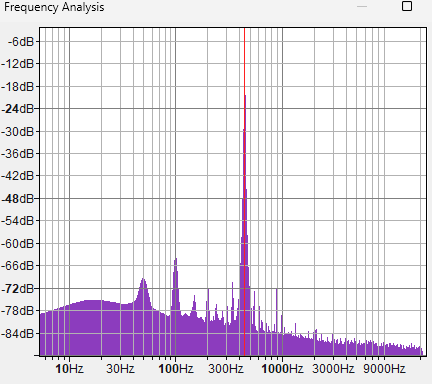 Frequency Analysis
-6dB
-12dB
-18dB
-24dB
-30dB
-36dB
-42dB
-48dB
-54dB
-60dB
-66dB
-72dB
-78dB
-84dB
10Hz 30Hz 100Hz 300Hz 1000Hz 3000Hz 9000Hz